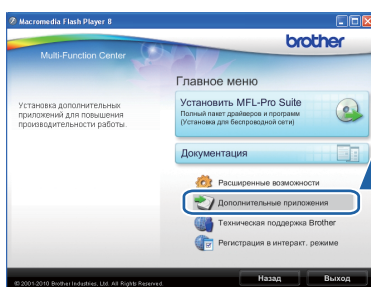 Macromedia Flash Player 8
brother
Multi-Function Center
Главное меню
Установка дополнительных
приложений для повышения
производительности работы.
Установить MFL-Pro Suite
Полный пакет драйверов и программ
(Установка для беспроводной сети)
Документация
Расширенные возможности
Дополнительные приложения
Техническая поддержка Brother
Регистрация в интеракт. режиме
Назад
Выход
© 2001-2010 Brother Industries, Ltd. All Rights Reserved.